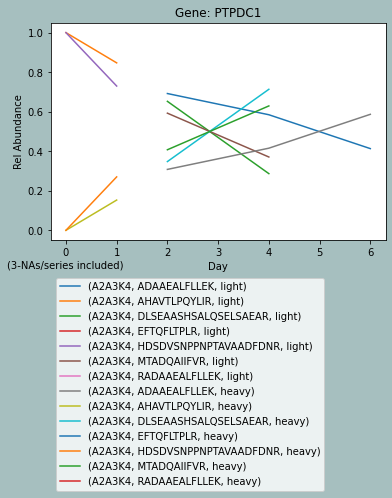 Gene: PTPDC1
1.0
0.8
0.6
0.4
0.2
0.0
Rel Abundance
0 1 2 3 4 5 6
(3-NAs/series included)
Day
(A2A3K4, ADAAEALFLLEK, light)
(A2A3K4, AHAVTLPQYLIR, light)
(A2A3K4, DLSEAASHSALQSELSAEAR, light)
(A2A3K4, EFTQFLTPLR, light)
(A2A3K4, HDSDVSNPPNPTAVAADFDNR, light)
(A2A3K4, MTADQAIIFVR, light)
(A2A3K4, RADAAEALFLLEK, light)
(A2A3K4, ADAAEALFLLEK, heavy)
(A2A3K4, AHAVTLPQYLIR, heavy)
(A2A3K4, DLSEAASHSALQSELSAEAR, heavy)
(A2A3K4, EFTQFLTPLR, heavy)
(A2A3K4, HDSDVSNPPNPTAVAADFDNR, heavy)
(A2A3K4, MTADQAIIFVR, heavy)
(A2A3K4, RADAAEALFLLEK, heavy)